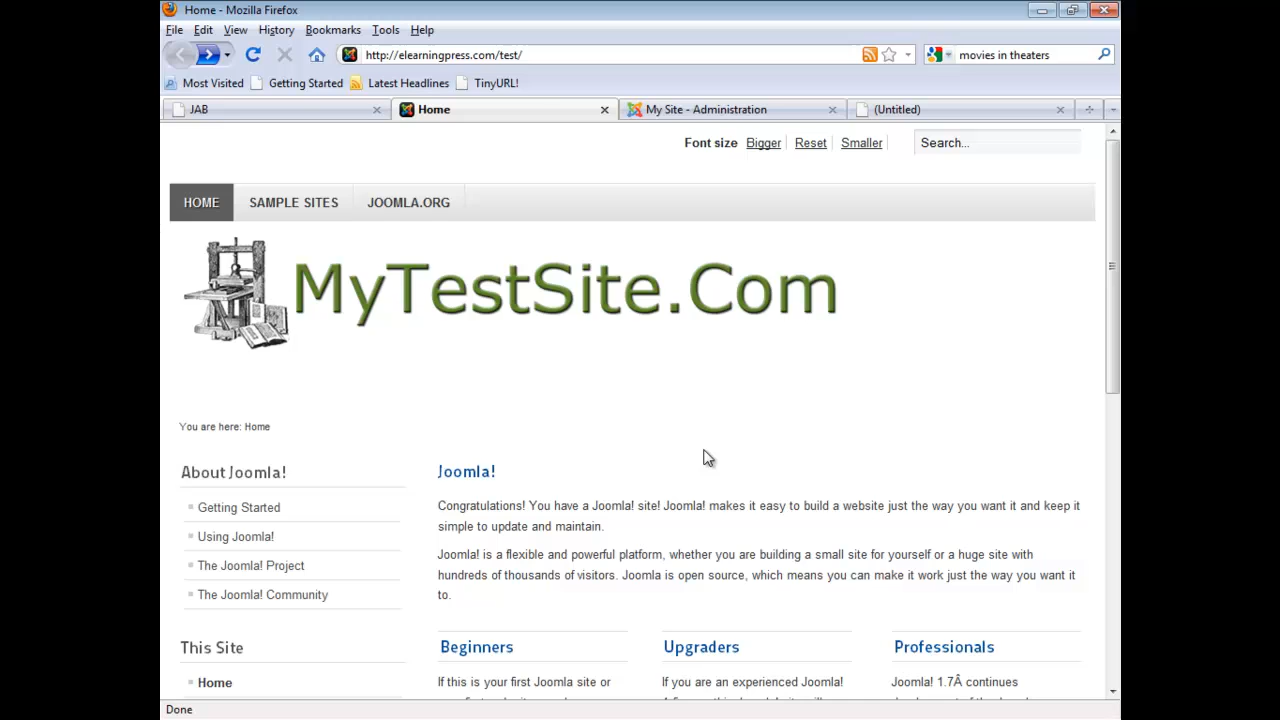 Home - Mozilla Firefox
File Edit View History Bookmarks Tools Help
http://elearningpress.com/test/ movies in theaters
Most Visited Getting Started Latest Headlines TinyURL!
JAB Home My Site - Administration (Untitled)
Font size Bigger Reset Smaller Search...
HOME SAMPLE SITES JOOMLA.ORG
MyTestSite.Com
You are here: Home
About Joomla!
Getting Started
Using Joomla!
The Joomla! Project
The Joomla! Community
This Site
Home
Joomla!
Congratulations! You have a Joomla! site! Joomla! makes it easy to build a website just the way you want it and keep it
simple to update and maintain.
Joomla! is a flexible and powerful platform, whether you are building a small site for yourself or a huge site with
hundreds of thousands of visitors. Joomla is open source, which means you can make it work just the way you want it
to.
Beginners
If this is your first Joomla site or
Upgraders
If you are an experienced Joomla!
Professionals
Joomla! 1.7Â continues
Done